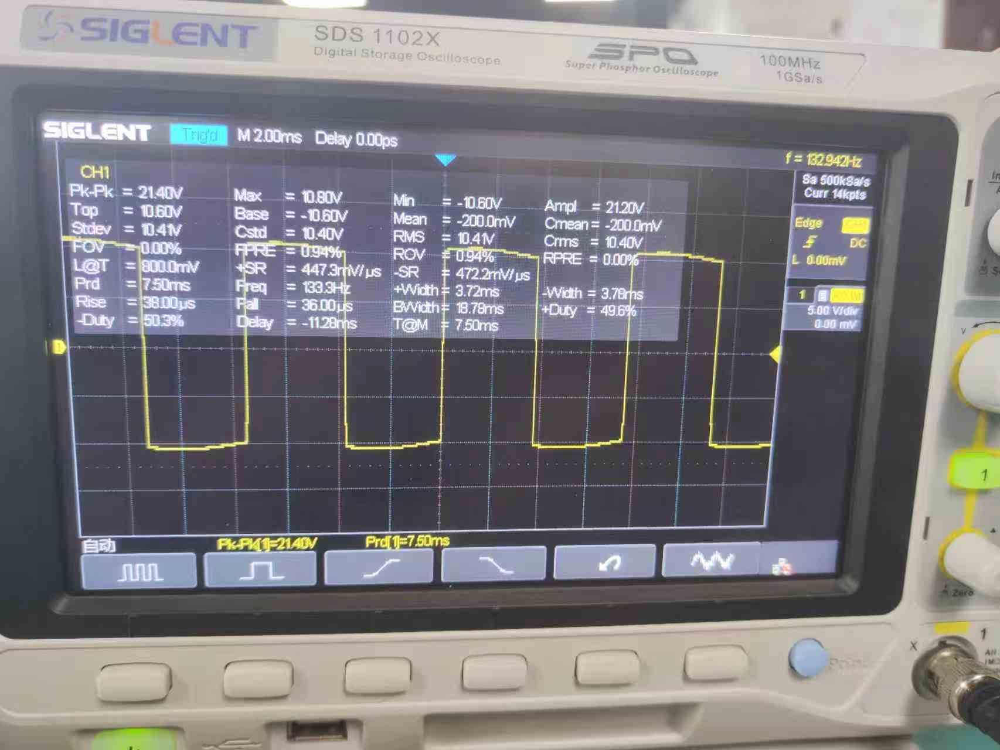 SIGLENT
SDS 1102X
Digital Storage Oscilloscope
SPO
Super Phosphor Oscilloscope
100MHz
1GSa/s
SIGLENT Trig'd M 2.00ms Delay 0.00ps
f = 132.942Hz
Sa 500kSa/s
Curr 14kpts
CH1
Pk-Pk = 21.40V Max = 10.80V Min = -10.60V Ampl = 21.20V
Top = 10.60V Base = -10.60V Mean = -200.0mV Cmean = -200.0mV
Stdev = 10.41V Cstd = 10.40V RMS = 10.41V Crms = 10.40V
FOV = 0.00% FPRE = 0.94% ROV = 0.94% RPRE = 0.00%
L@T = 800.0mV +SR = 447.3mV/µs -SR = 472.2mV/µs
Prd = 7.50ms Freq = 133.3Hz +Width = 3.72ms -Width = 3.78ms
Rise = 38.00µs Fall = 36.00µs BWidth = 18.78ms +Duty = 49.6%
-Duty = 50.3% Delay = -11.28ms T@M = 7.50ms
Edge CH1
DC
L 0.00mV
1
5.00 V/div
0.00 mV
自动 Pk-Pk[1]=21.40V Prd[1]=7.50ms
1
Zero
Print
1
X